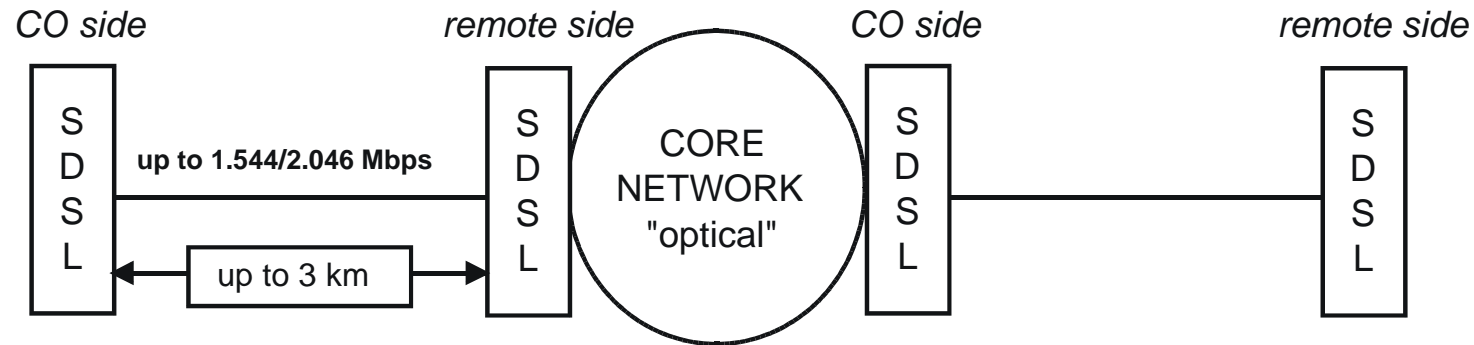 CO side
remote side
CO side
remote side
S
D
S
L
up to 1.544/2.046 Mbps
up to 3 km
S
D
S
L
CORE
NETWORK
"optical"
S
D
S
L
S
D
S
L